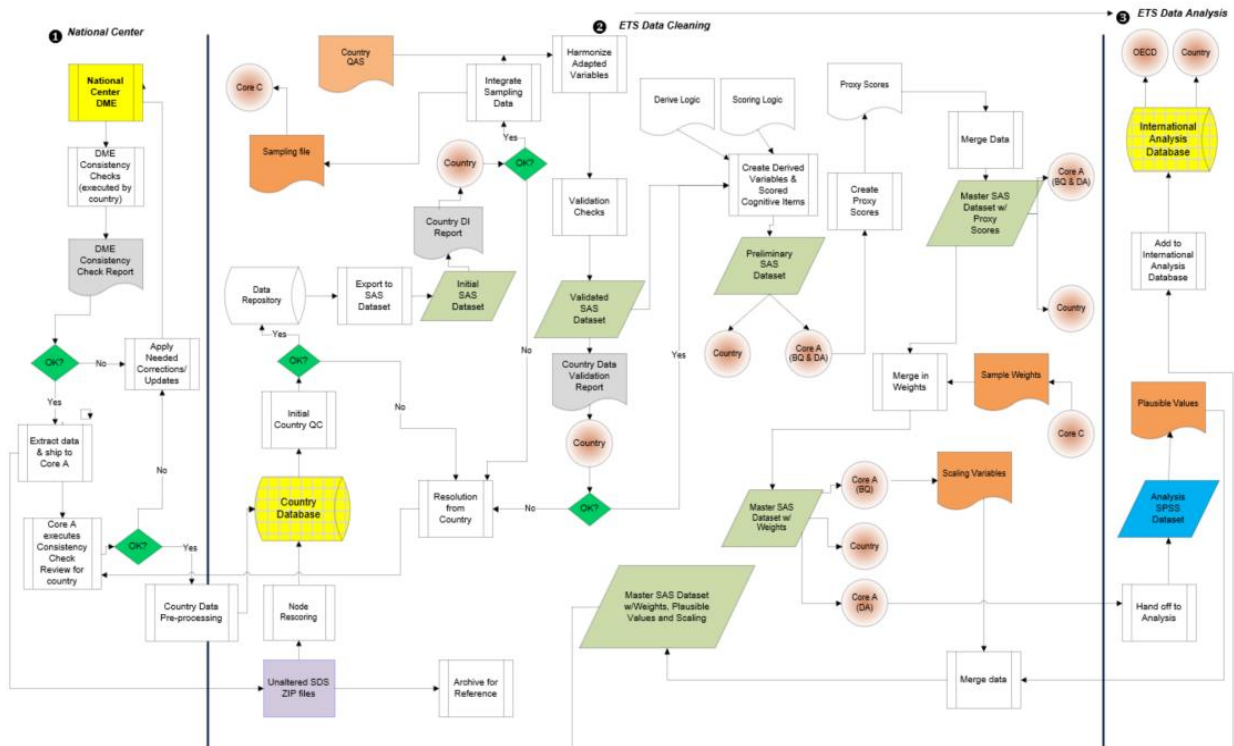 ❶ National Center
❷ ETS Data Cleaning
❸ ETS Data Analysis
National
Center
DME
DME
Consistency
Checks
(executed by
country)
DME
Consistency
Check Report
OK?
No
Apply
Needed
Corrections/
Updates
Yes
Extract data
& ship to
Core A
No
Core A
executes
Consistency
Check
Review for
country
OK?
Yes
Country Data
Pre-processing
Core C
Sampling file
Country
QAS
Integrate
Sampling
Data
Yes
Country
OK?
Country DI
Report
Data
Repository
Export to
SAS
Dataset
Initial
SAS
Dataset
Yes
OK?
No
No
Initial
Country QC
Country
Database
Resolution
from
Country
Node
Rescoring
Unaltered SDS
ZIP files
Archive for
Reference
Harmonize
Adapted
Variables
Validation
Checks
Validated
SAS
Dataset
Country Data
Validation
Report
Country
No
OK?
Yes
Derive Logic
Scoring Logic
Create Derived
Variables &
Scored
Cognitive Items
Preliminary
SAS
Dataset
Country
Core A
(BQ & DA)
Proxy Scores
Create
Proxy
Scores
Merge Data
Master SAS
Dataset w/
Proxy
Scores
Core A
(BQ & DA)
Country
Merge in
Weights
Sample Weights
Core C
Master SAS
Dataset w/
Weights
Core A
(BQ)
Scaling Variables
Country
Core A
(DA)
Master SAS Dataset
w/Weights, Plausible
Values and Scaling
Merge data
OECD
Country
International
Analysis
Database
Add to
International
Analysis
Database
Plausible Values
Analysis
SPSS
Dataset
Hand off to
Analysis